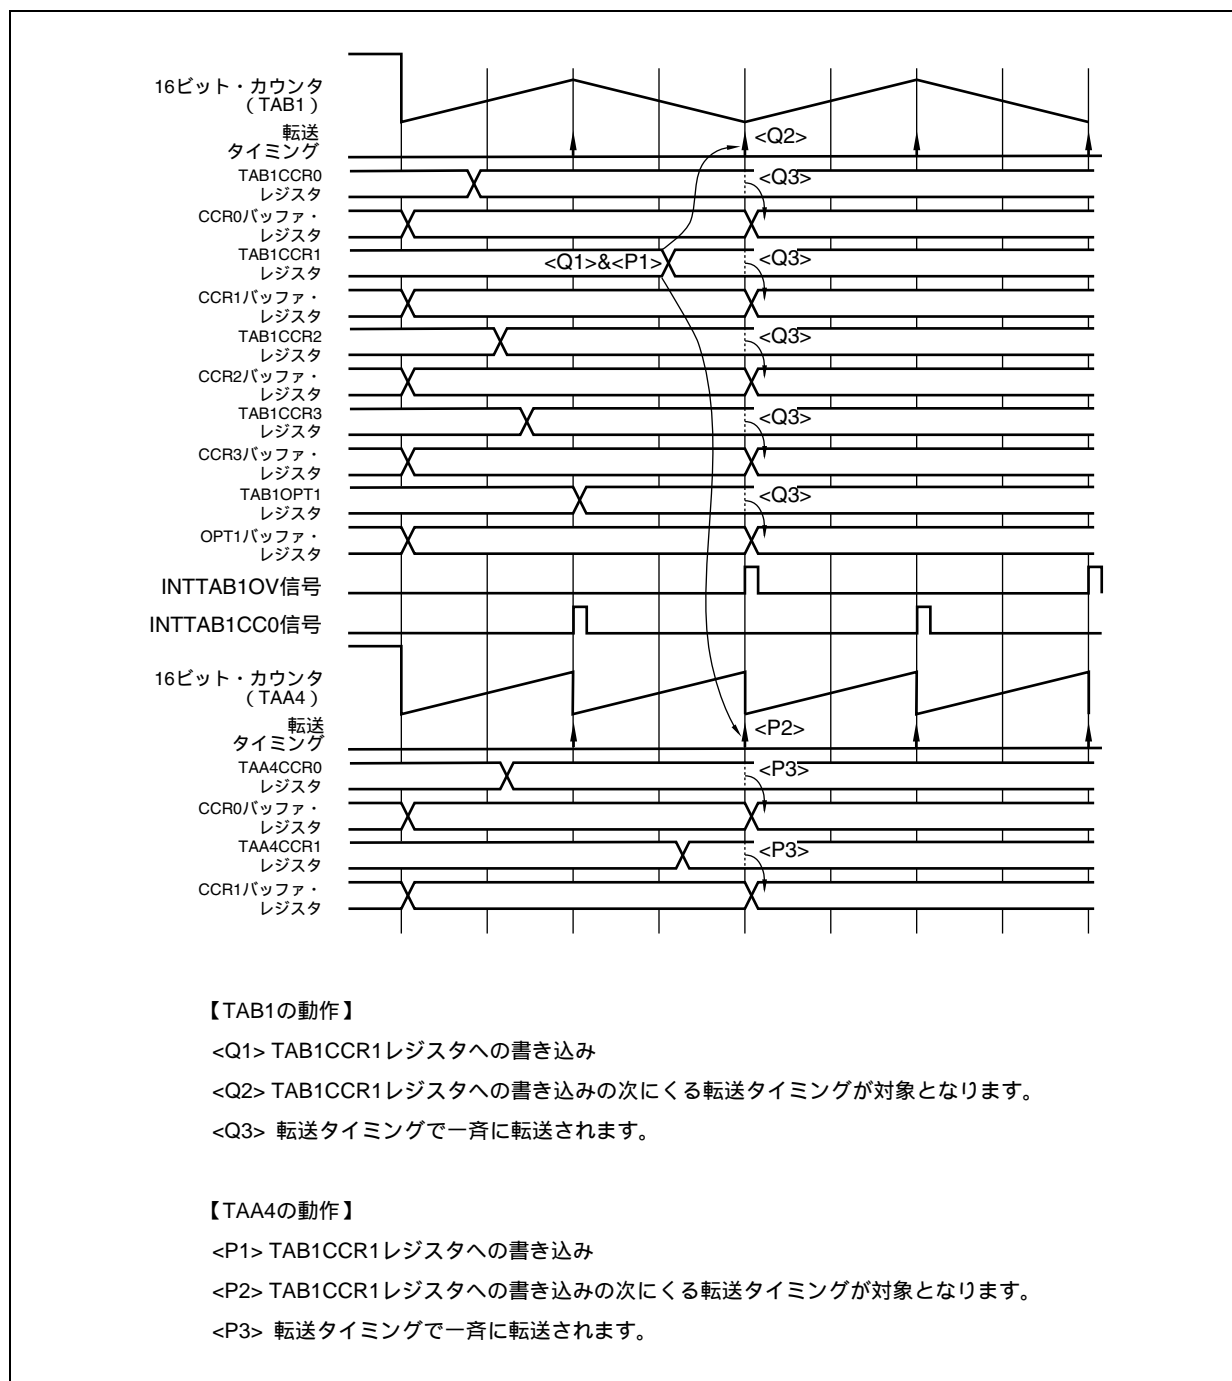 16ビット・カウンタ
（TAB1）
転送
タイミング
<Q2>
TAB1CCR0
レジスタ
<Q3>
CCR0バッファ・
レジスタ
TAB1CCR1
レジスタ
<Q1>&<P1>
<Q3>
CCR1バッファ・
レジスタ
TAB1CCR2
レジスタ
<Q3>
CCR2バッファ・
レジスタ
TAB1CCR3
レジスタ
<Q3>
CCR3バッファ・
レジスタ
TAB1OPT1
レジスタ
<Q3>
OPT1バッファ・
レジスタ
INTTAB1OV信号
INTTAB1CC0信号
16ビット・カウンタ
（TAA4）
転送
タイミング
<P2>
TAA4CCR0
レジスタ
<P3>
CCR0バッファ・
レジスタ
TAA4CCR1
レジスタ
<P3>
CCR1バッファ・
レジスタ
【TAB1の動作】
<Q1> TAB1CCR1レジスタへの書き込み
<Q2> TAB1CCR1レジスタへの書き込みの次にくる転送タイミングが対象となります。
<Q3> 転送タイミングで一斉に転送されます。
【TAA4の動作】
<P1> TAB1CCR1レジスタへの書き込み
<P2> TAB1CCR1レジスタへの書き込みの次にくる転送タイミングが対象となります。
<P3> 転送タイミングで一斉に転送されます。